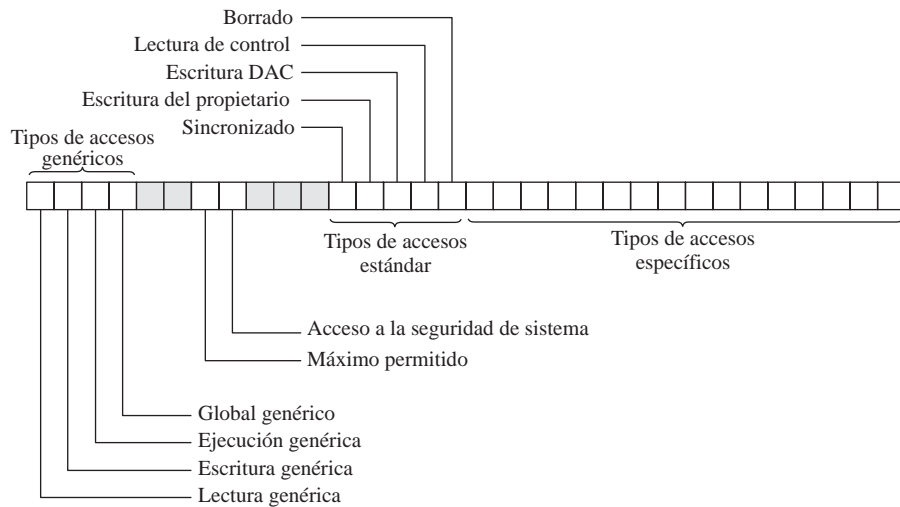 Borrado
Lectura de control
Escritura DAC
Escritura del propietario
Sincronizado
Tipos de accesos
genéricos
Tipos de accesos
estándar
Tipos de accesos
específicos
Acceso a la seguridad de sistema
Máximo permitido
Global genérico
Ejecución genérica
Escritura genérica
Lectura genérica